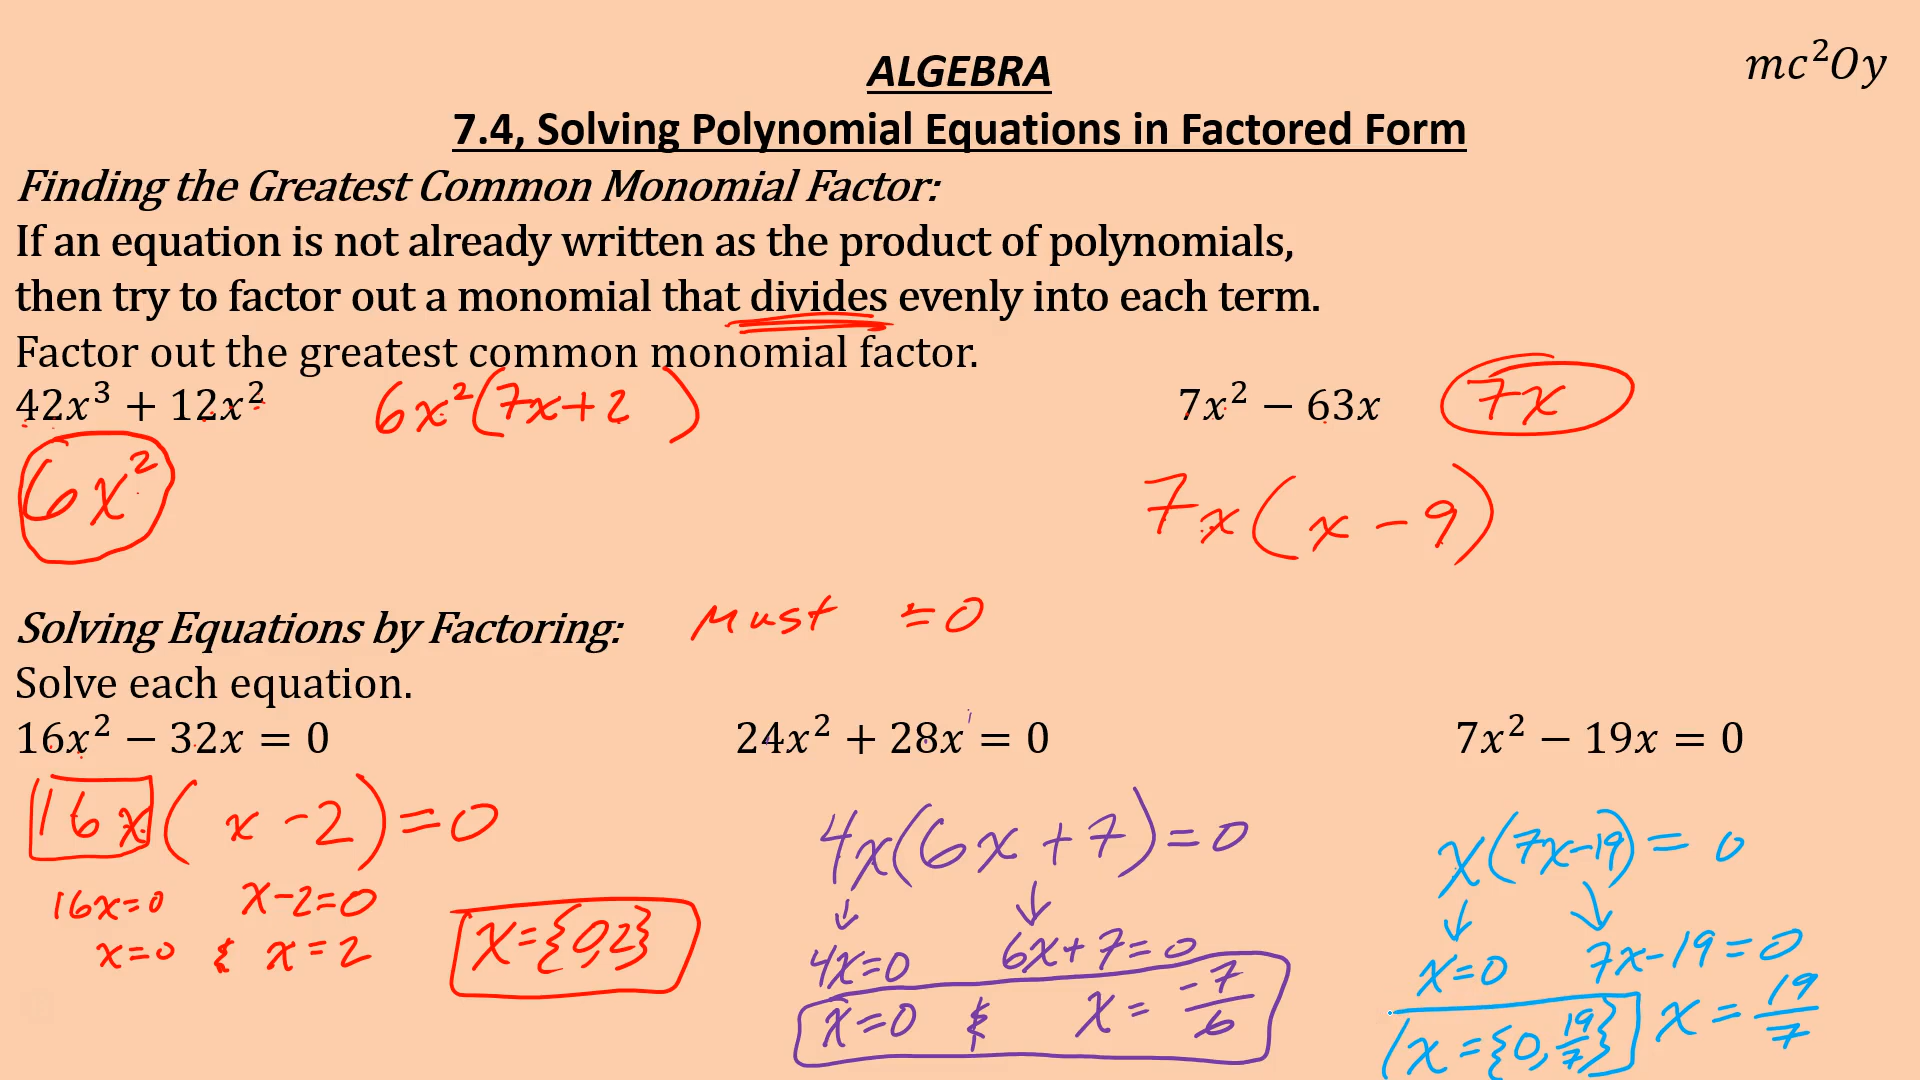 mc²Oy
ALGEBRA
7.4, Solving Polynomial Equations in Factored Form
Finding the Greatest Common Monomial Factor:
If an equation is not already written as the product of polynomials,
then try to factor out a monomial that divides evenly into each term.
Factor out the greatest common monomial factor.
42x³ + 12x² 6x²(7x+2 )
6x²
7x² − 63x 7x
7x(x − 9)
Solving Equations by Factoring: Must = 0
Solve each equation.
16x² − 32x = 0
16x(x − 2) = 0
16x=0 x−2=0
x=0 & x=2
x={0,2}
24x² + 28x = 0
4x(6x + 7) = 0
4x=0 6x+7=0
x=0 & x= -7/6
7x² − 19x = 0
x(7x−19) = 0
x=0 7x−19=0
x={0, 19/7} x = 19/7